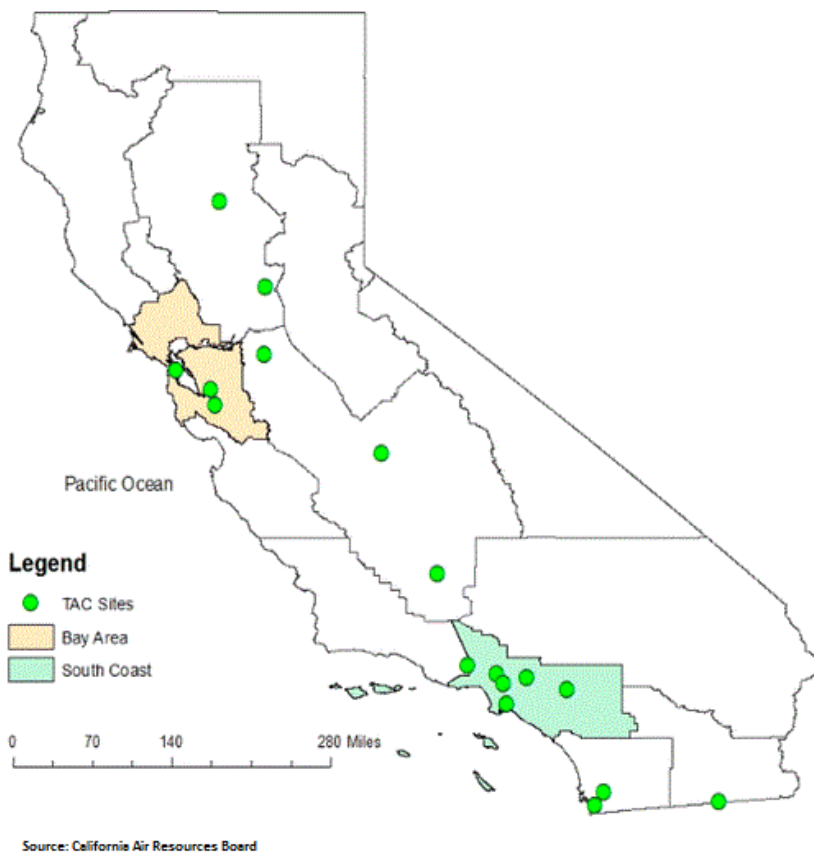 Pacific Ocean
Legend
TAC Sites
Bay Area
South Coast
0 70 140 280 Miles
Source: California Air Resources Board